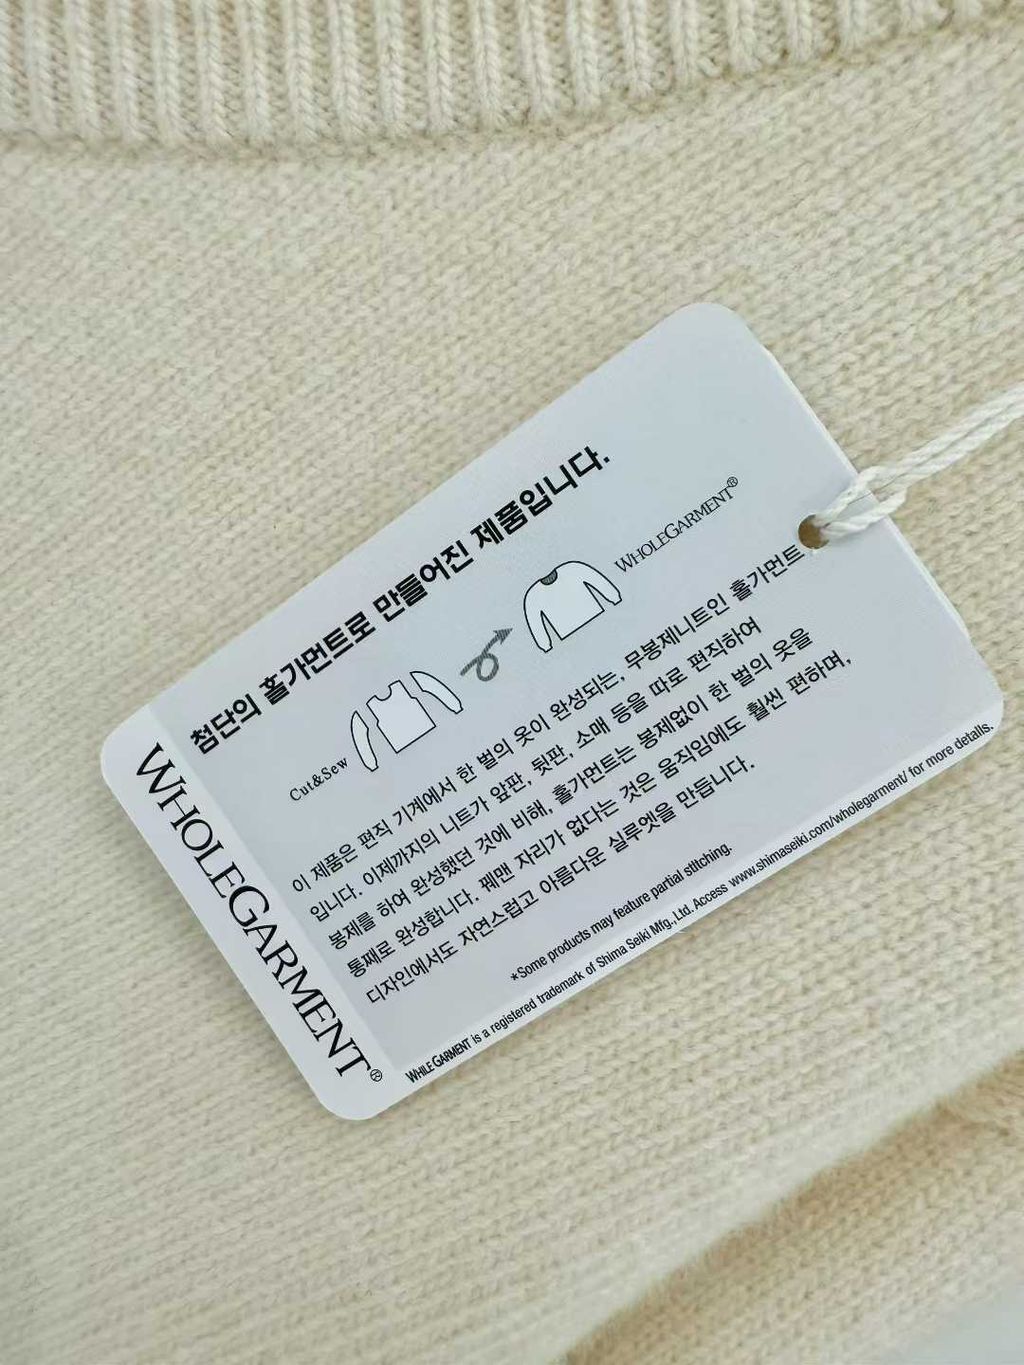 첨단의 홀가먼트로 만들어진 제품입니다.
Cut&Sew
WHOLEGARMENT®
이 제품은 편직 기계에서 한 벌의 옷이 완성되는, 무봉제니트인 홀가먼트
입니다. 이제까지의 니트가 앞판, 뒷판, 소매 등을 따로 편직하여
봉제를 하여 완성했던 것에 비해, 홀가먼트는 봉제없이 한 벌의 옷을
통째로 완성합니다. 꿰맨 자리가 없다는 것은 움직임에도 훨씬 편하며,
디자인에서도 자연스럽고 아름다운 실루엣을 만듭니다.
*Some products may feature partial stitching.
WHILEGARMENT is a registered trademark of Shima Seiki Mfg.,Ltd. Access www.shimaseiki.com/wholegarment/ for more details.
WHOLEGARMENT®